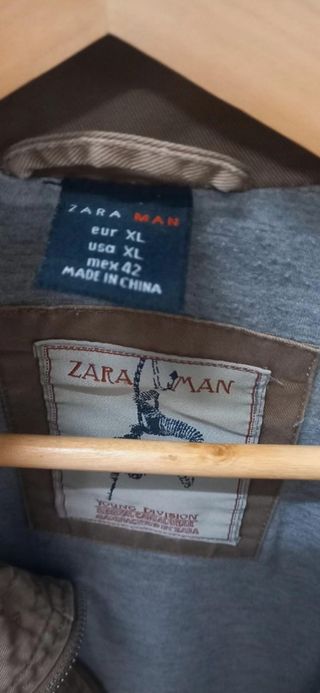 ZARA MAN
eur XL
usa XL
mex 42
MADE IN CHINA
ZARA MAN
YOUNG DIVISION